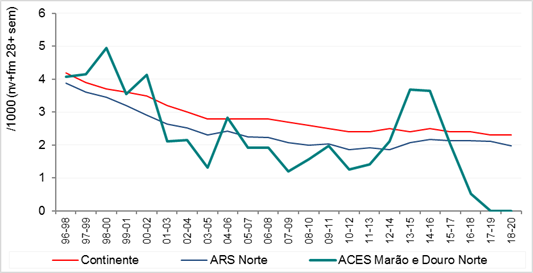 /1000 (nv+fm 28+ sem)
6
5
4
3
2
1
0
96-98 97-99 98-00 99-01 00-02 01-03 02-04 03-05 04-06 05-07 06-08 07-09 08-10 09-11 10-12 11-13 12-14 13-15 14-16 15-17 16-18 17-19 18-20
Continente ARS Norte ACES Marão e Douro Norte